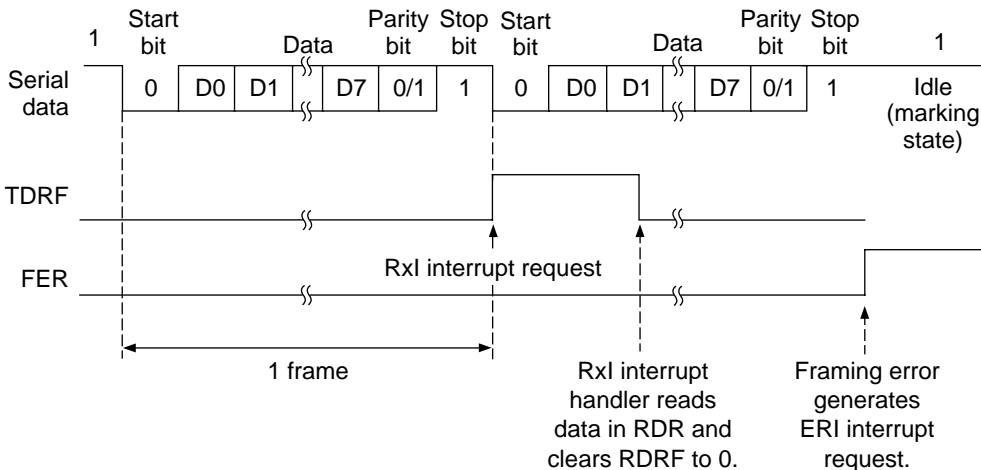 Start bit
Data
Parity bit
Stop bit
Start bit
Data
Parity bit
Stop bit
1
1
Serial data
0
D0
D1
D7
0/1
1
0
D0
D1
D7
0/1
1
Idle
(marking
state)
TDRF
RxI interrupt request
FER
1 frame
RxI interrupt
handler reads
data in RDR and
clears RDRF to 0.
Framing error
generates
ERI interrupt
request.